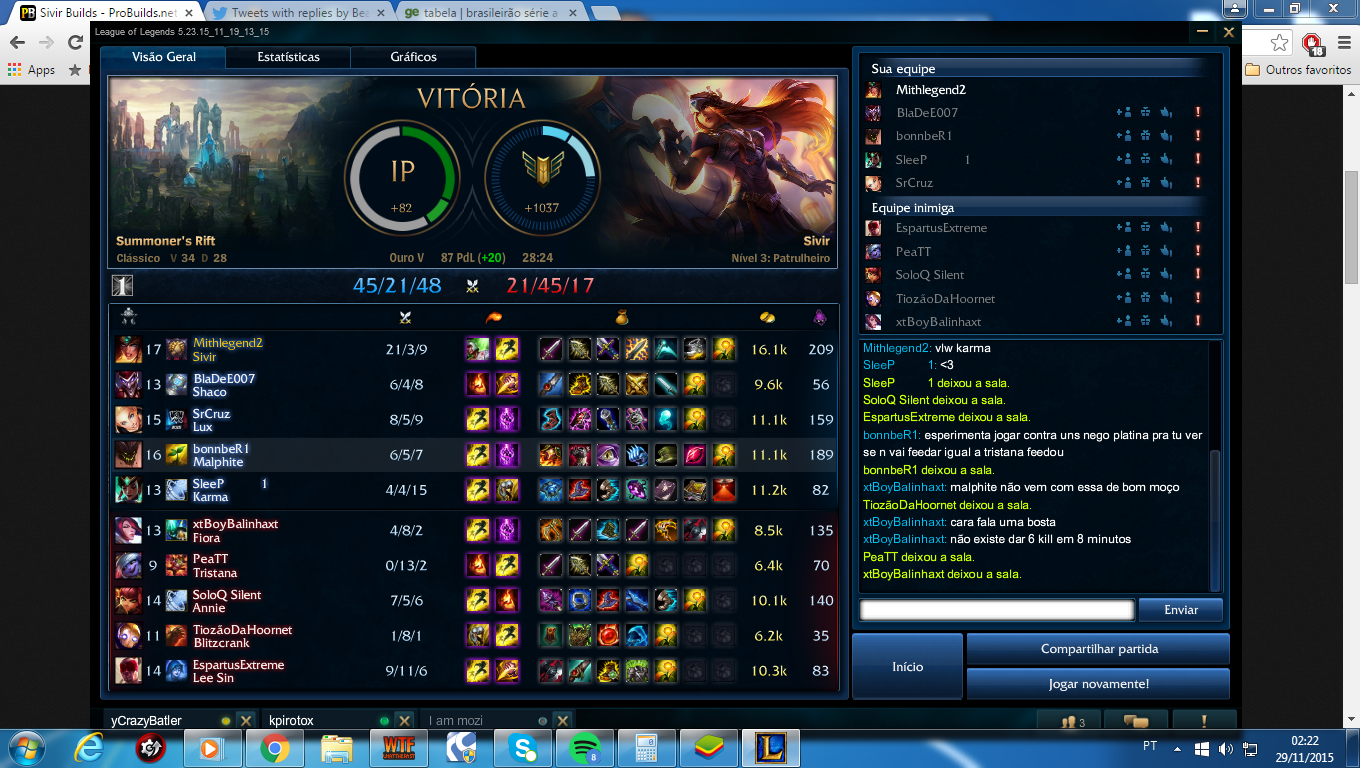 Sivir Builds - ProBuilds.net
Tweets with replies by Be
tabela | brasileirão série a
Apps
18
Outros favoritos
League of Legends 5.23.15_11_19_13_15
Visão Geral
Estatísticas
Gráficos
VITÓRIA
IP
+82
+1037
Summoner's Rift
Clássico V 34 D 28
Ouro V 87 PdL (+20) 28:24
Sivir
Nível 3: Patrulheiro
1 45/21/48 21/45/17
17 Mithlegend2 21/3/9 16.1k 209
Sivir
13 BlaDeE007 6/4/8 9.6k 56
Shaco
15 SrCruz 8/5/9 11.1k 159
Lux
16 bonnbeR1 6/5/7 11.1k 189
Malphite
13 SleeP 1 4/4/15 11.2k 82
Karma
13 xtBoyBalinhaxt 4/8/2 8.5k 135
Fiora
9 PeaTT 0/13/2 6.4k 70
Tristana
14 SoloQ Silent 7/5/6 10.1k 140
Annie
11 TiozãoDaHoornet 1/8/1 6.2k 35
Blitzcrank
14 EspartusExtreme 9/11/6 10.3k 83
Lee Sin
Sua equipe
Mithlegend2
BlaDeE007
bonnbeR1
SleeP 1
SrCruz
Equipe inimiga
EspartusExtreme
PeaTT
SoloQ Silent
TiozãoDaHoornet
xtBoyBalinhaxt
Mithlegend2: vlw karma
SleeP 1: <3
SleeP 1 deixou a sala.
SoloQ Silent deixou a sala.
EspartusExtreme deixou a sala.
bonnbeR1: esperimenta jogar contra uns nego platina pra tu ver
se n vai feedar igual a tristana feedou
bonnbeR1 deixou a sala.
xtBoyBalinhaxt: malphite não vem com essa de bom moço
TiozãoDaHoornet deixou a sala.
xtBoyBalinhaxt: cara fala uma bosta
xtBoyBalinhaxt: não existe dar 6 kill em 8 minutos
PeaTT deixou a sala.
xtBoyBalinhaxt deixou a sala.
Enviar
Início
Compartilhar partida
Jogar novamente!
yCrazyBatler
kpirotox
I am mozi
3
WTF
8
PT
02:22
29/11/2015